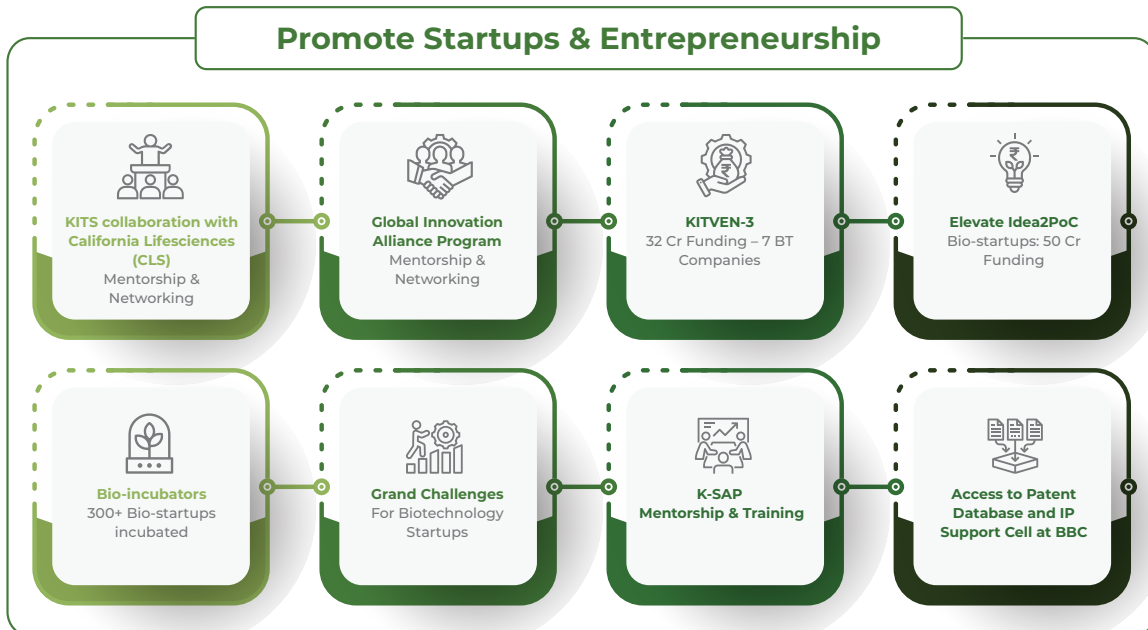 Promote Startups & Entrepreneurship
KITS collaboration with
California Lifesciences
(CLS)
Mentorship &
Networking
Global Innovation
Alliance Program
Mentorship &
Networking
KITVEN-3
32 Cr Funding – 7 BT
Companies
Elevate Idea2PoC
Bio-startups: 50 Cr
Funding
Bio-incubators
300+ Bio-startups
incubated
Grand Challenges
For Biotechnology
Startups
K-SAP
Mentorship & Training
Access to Patent
Database and IP
Support Cell at BBC